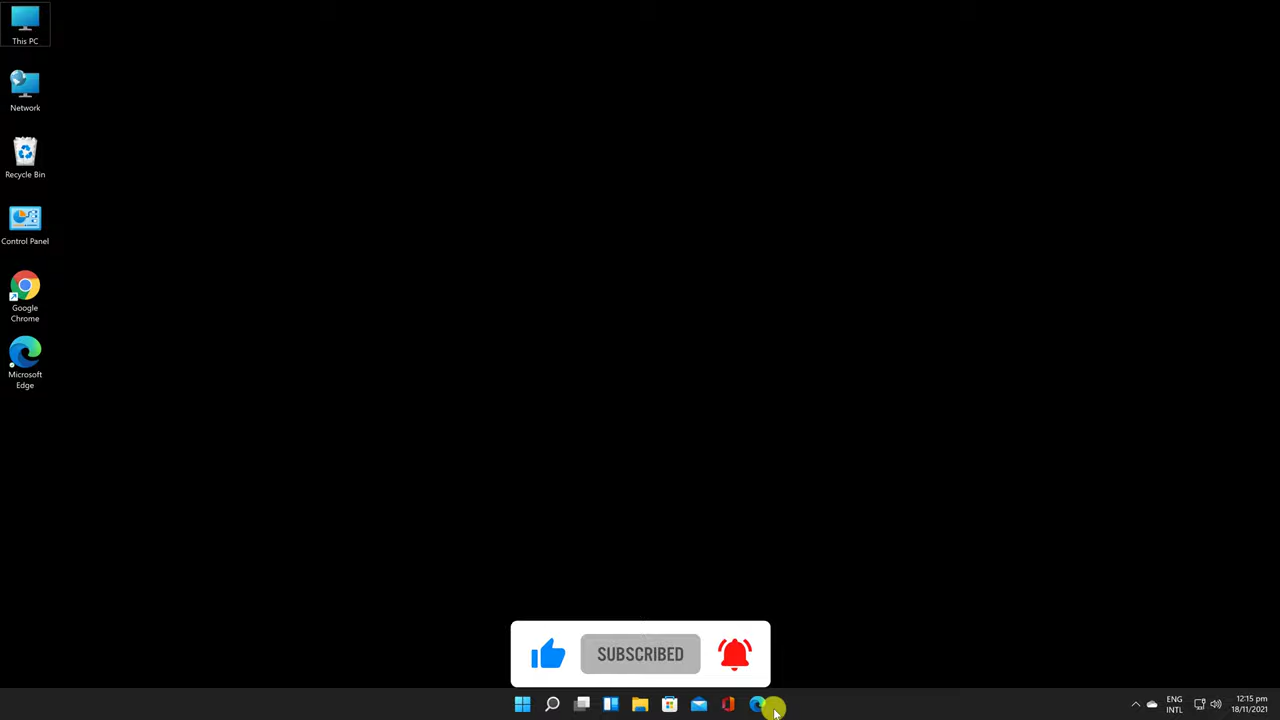 This PC
Network
Recycle Bin
Control Panel
Google
Chrome
Microsoft
Edge
SUBSCRIBED
ENG
INTL
12:15 pm
18/11/2021